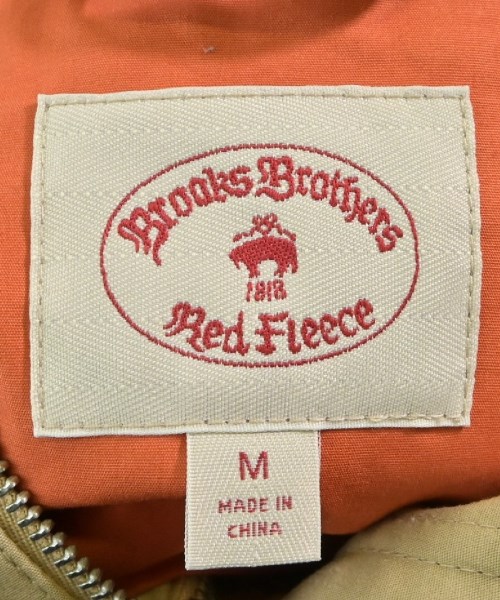 Brooks Brothers
1818
Red Fleece
M
MADE IN
CHINA